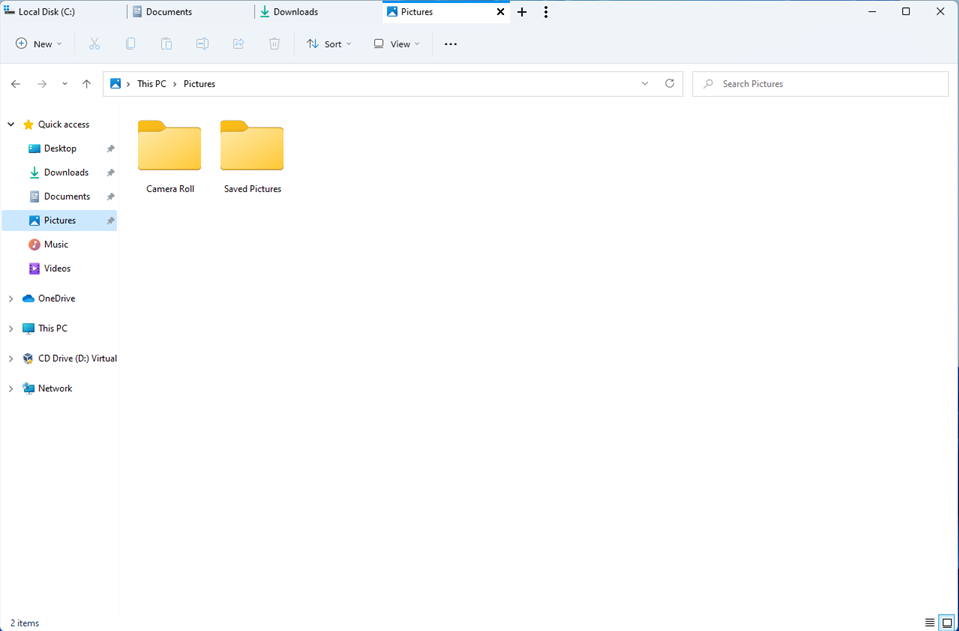 Local Disk (C:) Documents Downloads Pictures
New Sort View
This PC Pictures Search Pictures
Quick access
Desktop
Downloads
Documents
Pictures
Music
Videos
OneDrive
This PC
CD Drive (D:) Virtual
Network
Camera Roll Saved Pictures
2 items